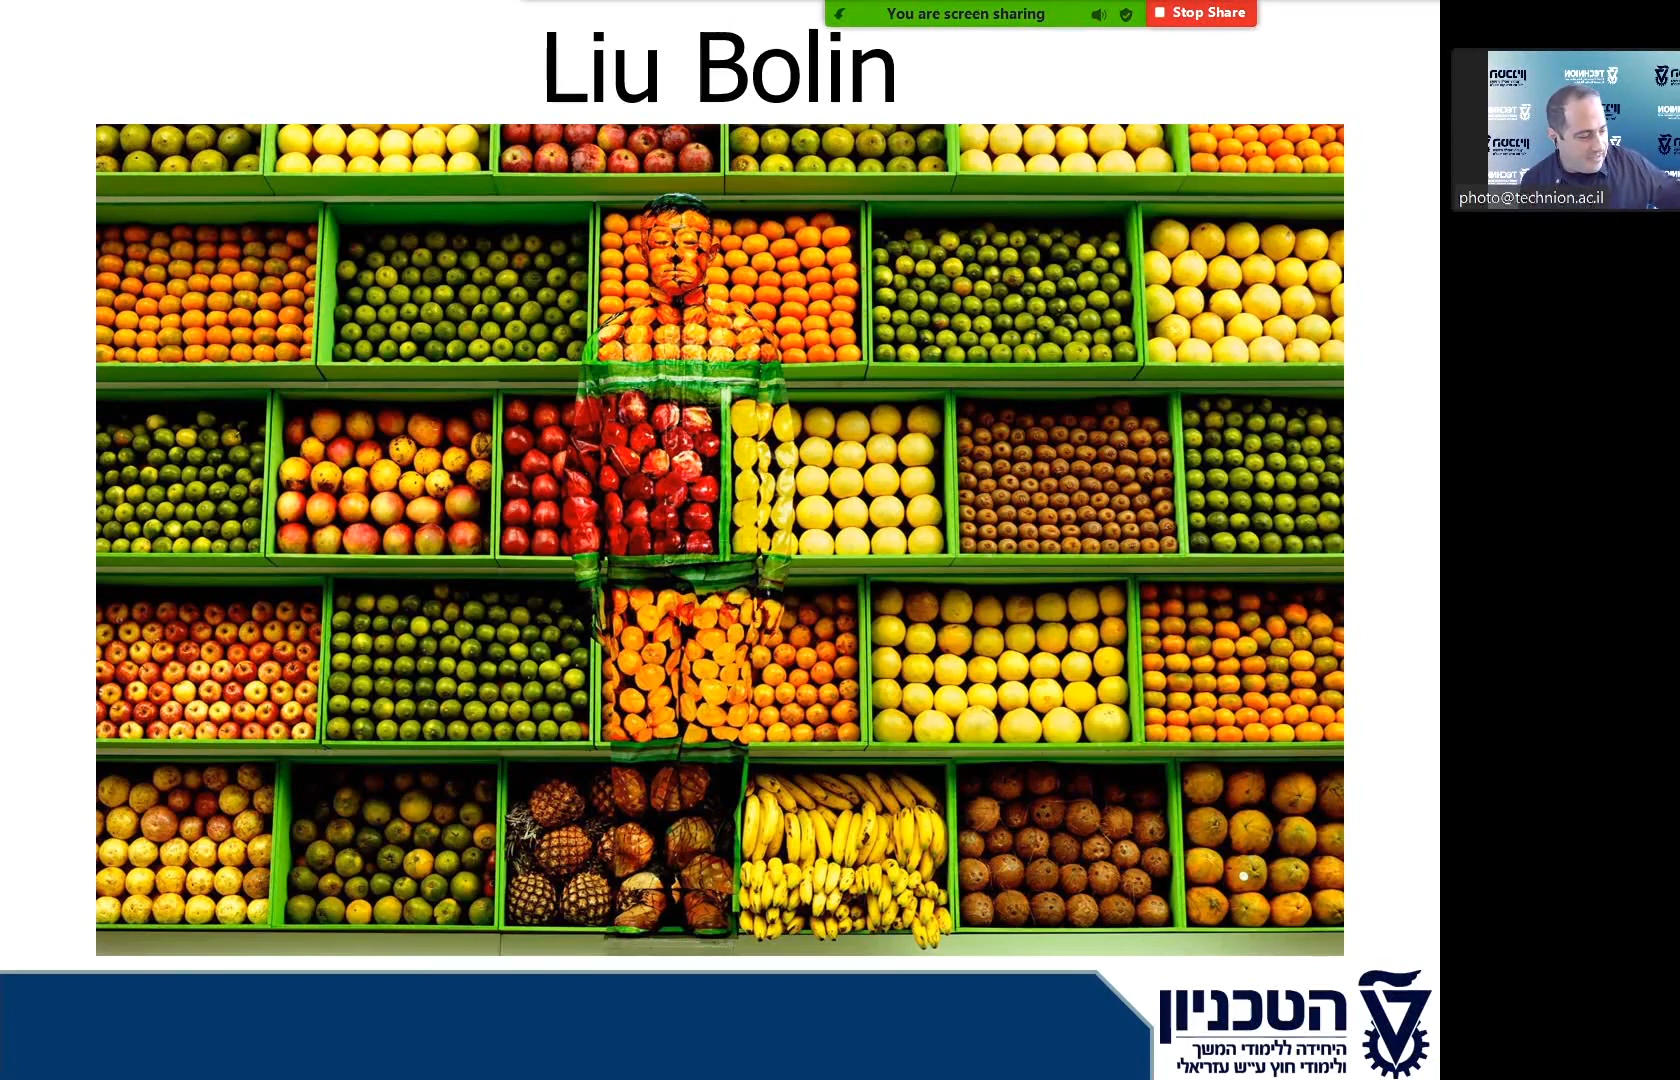 You are screen sharing
Stop Share
Liu Bolin
TECHNION
photo@technion.ac.il
הטכניון
היחידה ללימודי המשך
ולימודי חוץ ע״ש עזריאלי